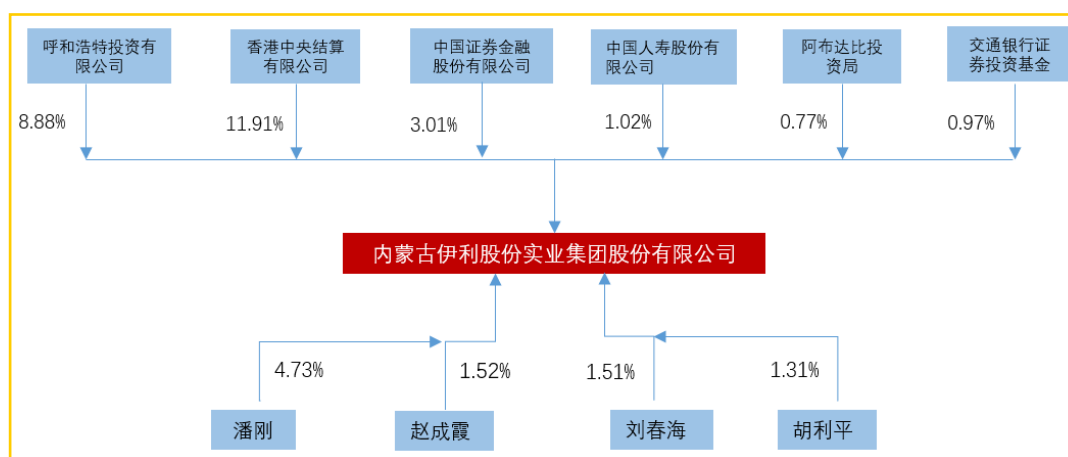 呼和浩特投资有
限公司
香港中央结算
有限公司
中国证券金融
股份有限公司
中国人寿股份有
限公司
阿布达比投
资局
交通银行证
券投资基金
8.88%
11.91%
3.01%
1.02%
0.77%
0.97%
内蒙古伊利股份实业集团股份有限公司
4.73%
1.52%
1.51%
1.31%
潘刚
赵成霞
刘春海
胡利平